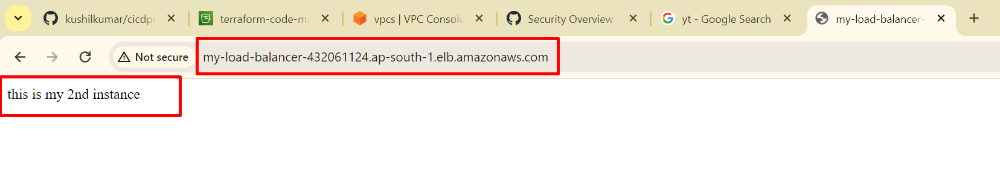 kushilkumar/cicdpi
terraform-code-ma
vpcs | VPC Console
Security Overview
yt - Google Search
my-load-balancer-
Not secure
my-load-balancer-432061124.ap-south-1.elb.amazonaws.com
this is my 2nd instance